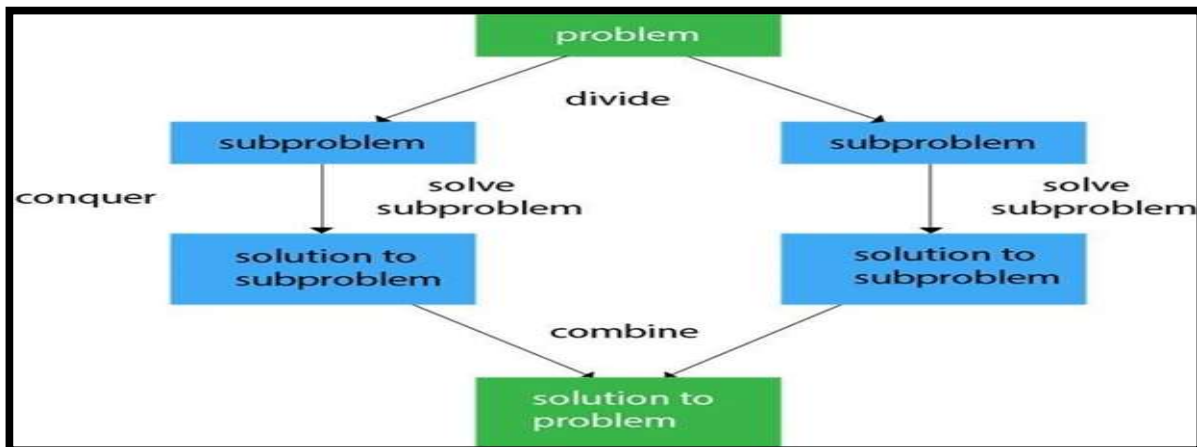 problem
divide
subproblem
subproblem
conquer
solve
subproblem
solve
subproblem
solution to
subproblem
solution to
subproblem
combine
solution to
problem